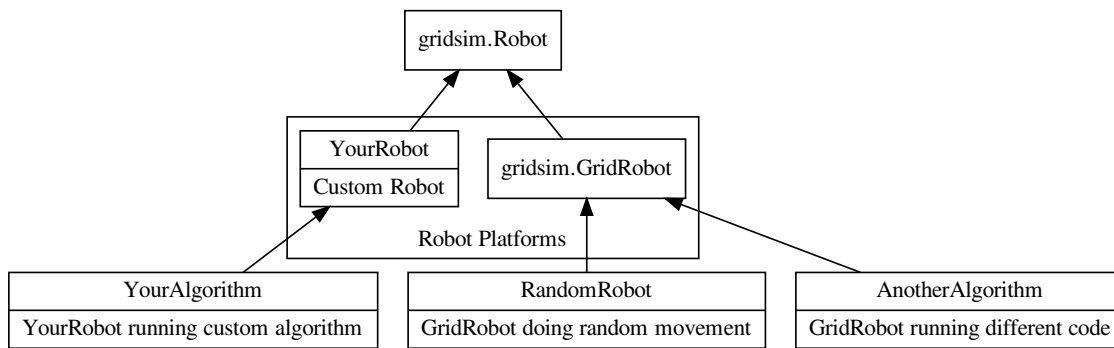 gridsim.Robot
YourRobot
Custom Robot
gridsim.GridRobot
Robot Platforms
YourAlgorithm
YourRobot running custom algorithm
RandomRobot
GridRobot doing random movement
AnotherAlgorithm
GridRobot running different code